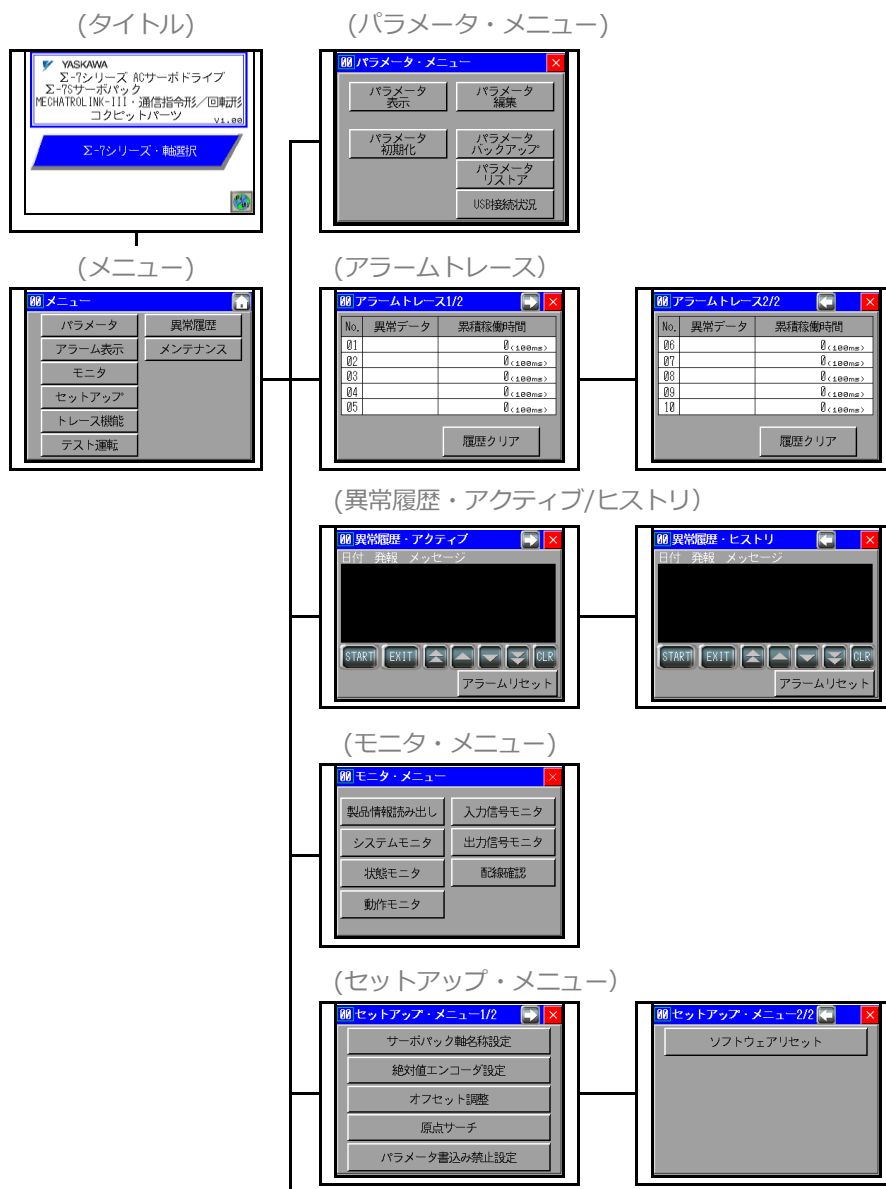 (タイトル)
YASKAWA
Σ-7シリーズ ACサーボドライブ
Σ-7Sサーボパック
MECHATROLINK-III・通信指令形/回転形
コクピットパーツ
V1.00
Σ-7シリーズ・軸選択
(パラメータ・メニュー)
00 パラメータ・メニュー ×
パラメータ
表示
パラメータ
編集
パラメータ
初期化
パラメータ
バックアップ
パラメータ
リストア
USB接続状況
(メニュー)
00 メニュー
パラメータ 異常履歴
アラーム表示 メンテナンス
モニタ
セットアップ
トレース機能
テスト運転
(アラームトレース)
00 アラームトレース1/2 ×
No. 異常データ 累積稼働時間
01 0(100ms)
02 0(100ms)
03 0(100ms)
04 0(100ms)
05 0(100ms)
履歴クリア
00 アラームトレース2/2 ×
No. 異常データ 累積稼働時間
06 0(100ms)
07 0(100ms)
08 0(100ms)
09 0(100ms)
10 0(100ms)
履歴クリア
(異常履歴・アクティブ/ヒストリ)
00 異常履歴・アクティブ ×
日付 発報 メッセージ
START EXIT CLR
アラームリセット
00 異常履歴・ヒストリ ×
日付 発報 メッセージ
START EXIT CLR
アラームリセット
(モニタ・メニュー)
00 モニタ・メニュー ×
製品情報読み出し 入力信号モニタ
システムモニタ 出力信号モニタ
状態モニタ 配線確認
動作モニタ
(セットアップ・メニュー)
00 セットアップ・メニュー1/2 ×
サーボパック軸名称設定
絶対値エンコーダ設定
オフセット調整
原点サーチ
パラメータ書込み禁止設定
00 セットアップ・メニュー2/2 ×
ソフトウェアリセット